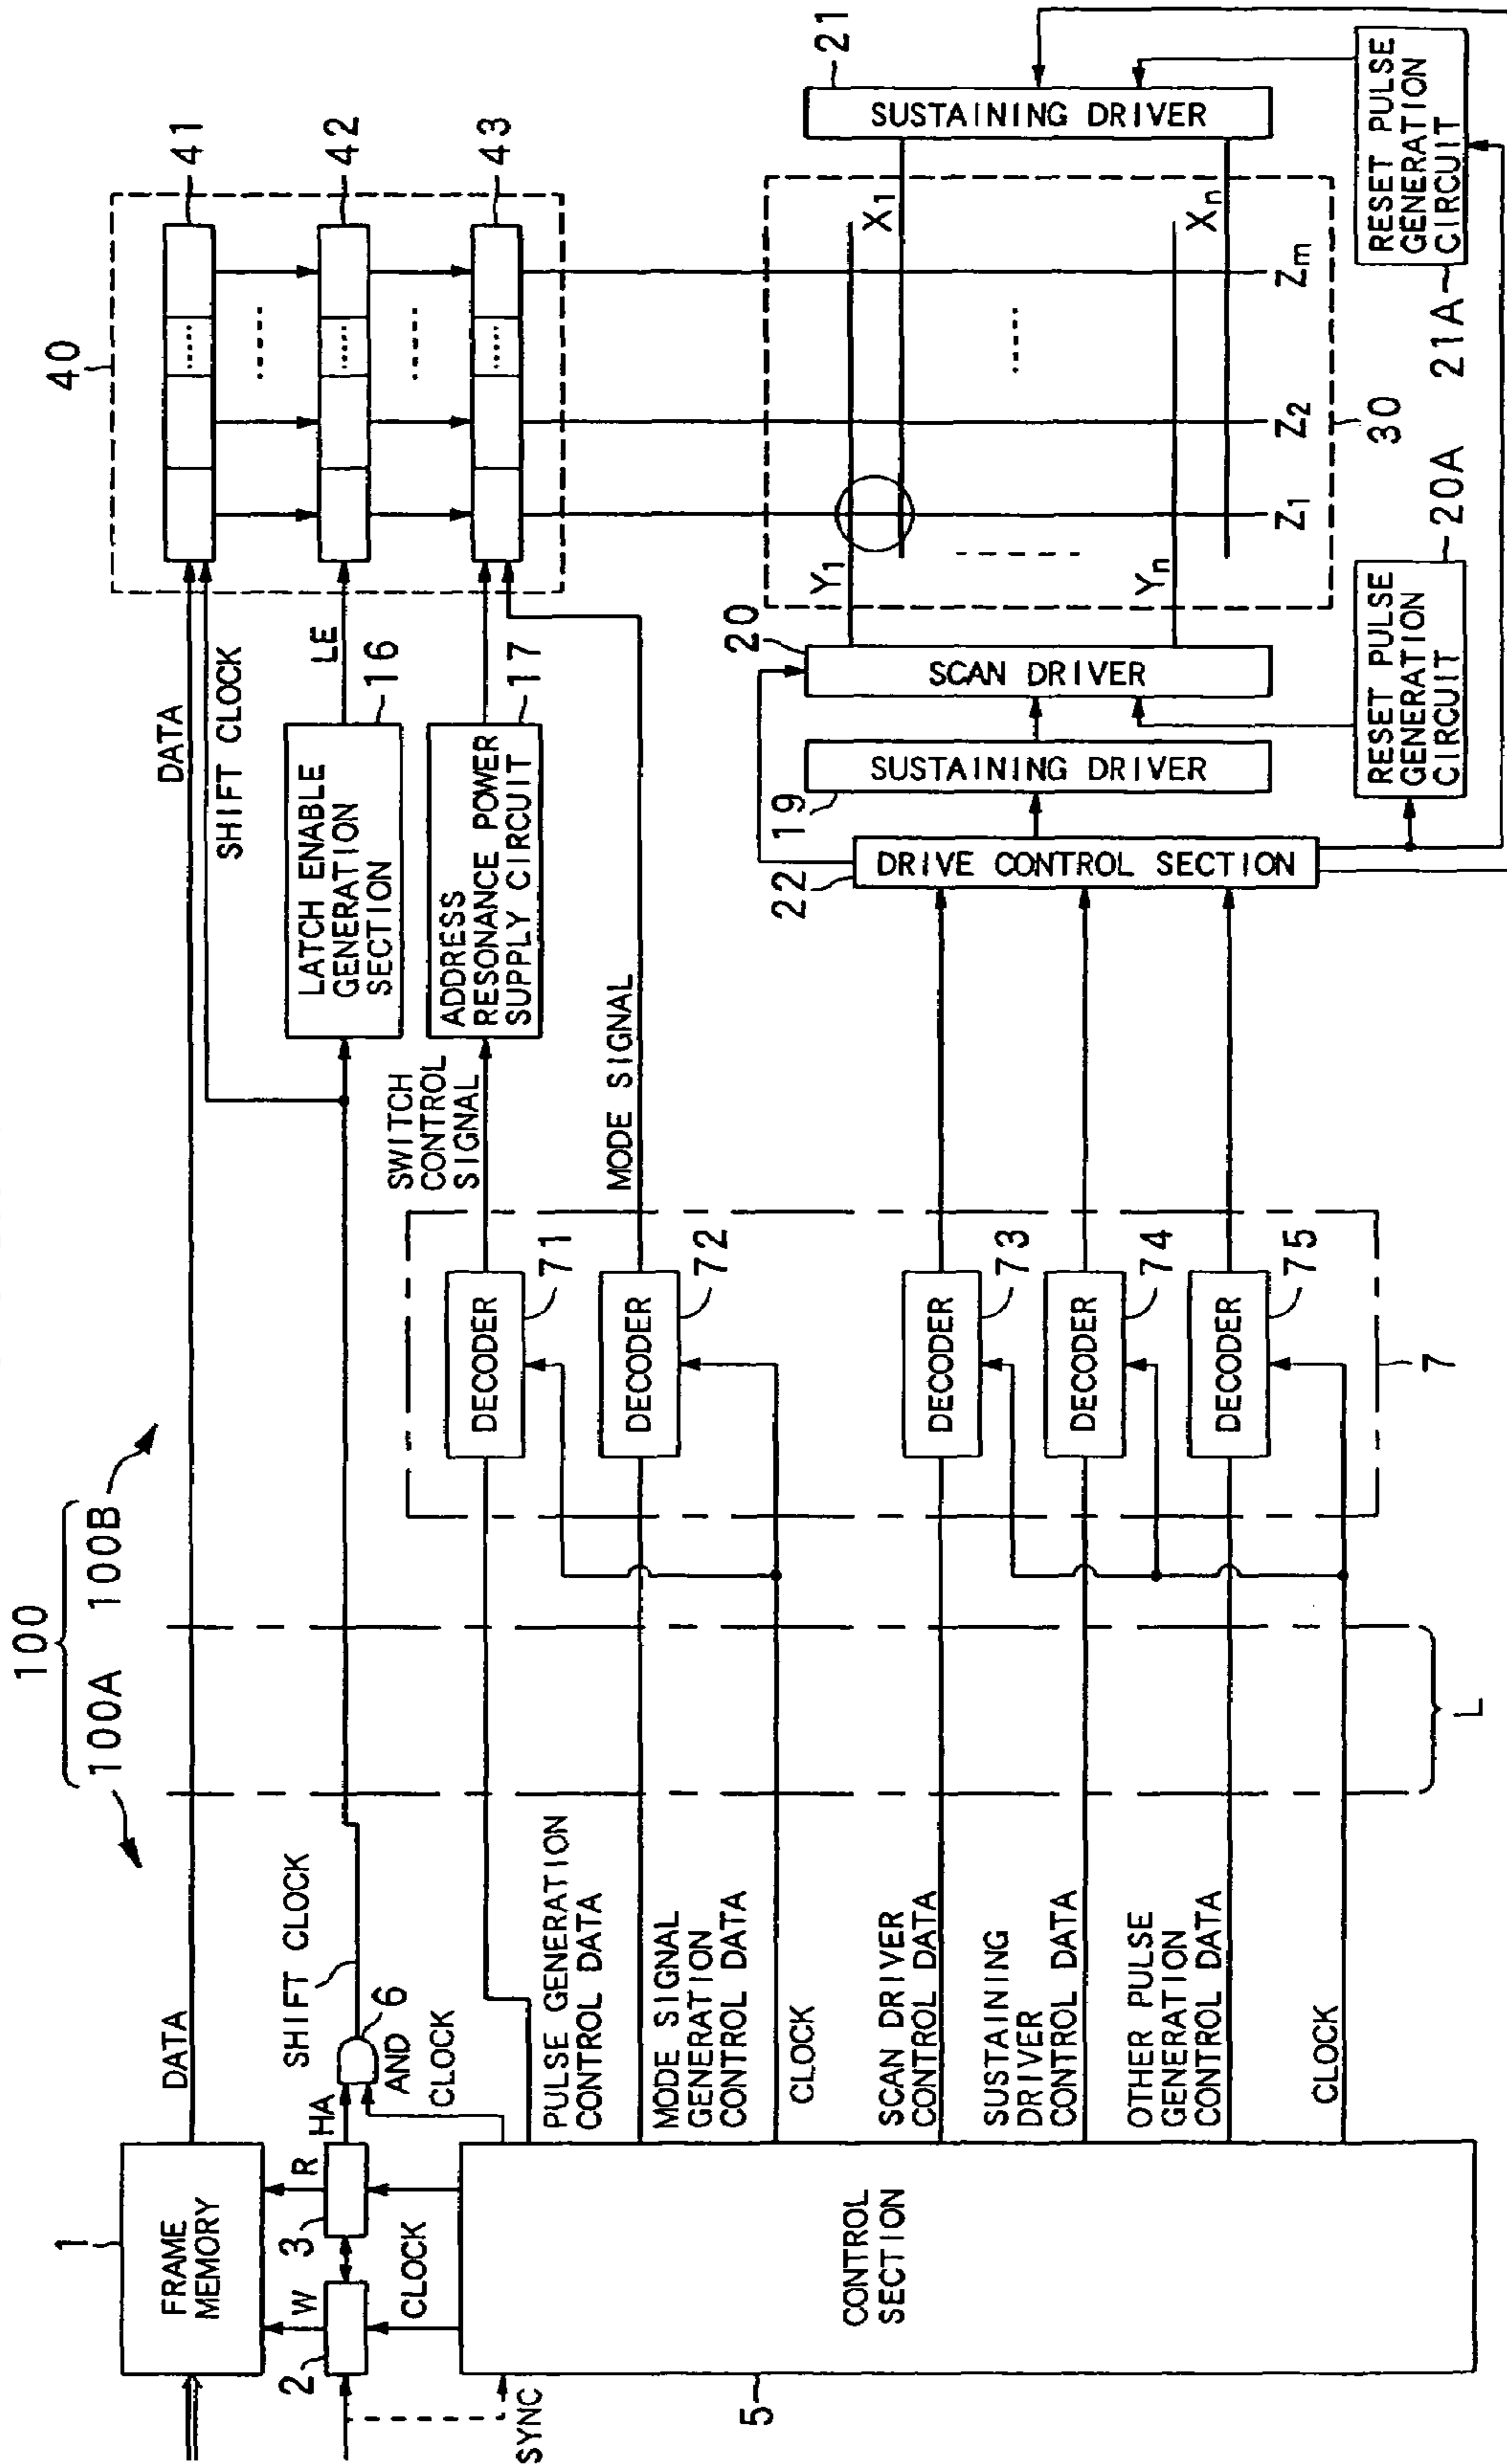 100
100A 100B
1
FRAME
MEMORY
DATA
DATA
W
R
2
3
HA
SHIFT CLOCK
6
AND
CLOCK
CLOCK
SYNC
5
CONTROL
SECTION
PULSE GENERATION
CONTROL DATA
MODE SIGNAL
GENERATION
CONTROL DATA
CLOCK
SCAN DRIVER
CONTROL DATA
SUSTAINING
DRIVER
CONTROL DATA
OTHER PULSE
GENERATION
CONTROL DATA
CLOCK
L
7
DECODER
71
DECODER
72
DECODER
73
DECODER
74
DECODER
75
SWITCH
CONTROL
SIGNAL
MODE SIGNAL
SHIFT CLOCK
LATCH ENABLE
GENERATION
SECTION
16
LE
ADDRESS
RESONANCE POWER
SUPPLY CIRCUIT
17
40
41
42
43
22
DRIVE CONTROL SECTION
19
SUSTAINING DRIVER
20
SCAN DRIVER
Y1
Yn
X1
Xn
Z1
Z2
Zm
30
21
SUSTAINING DRIVER
RESET PULSE
GENERATION
CIRCUIT
20A
RESET PULSE
GENERATION
CIRCUIT
21A